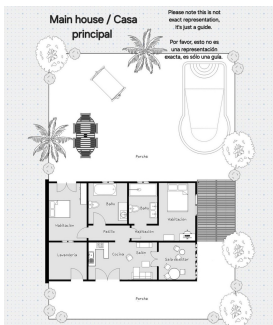 Main house / Casa
principal
Please note this is not
exact representation,
it's just a guide.
Por favor, esto no es
una representación
exacta, es sólo una guía.
Porche
Baño
Baño
Habitación
Habitación
Pasillo
Habitación
Lavandería
Cocina
Salón
Sala de estar
Porche